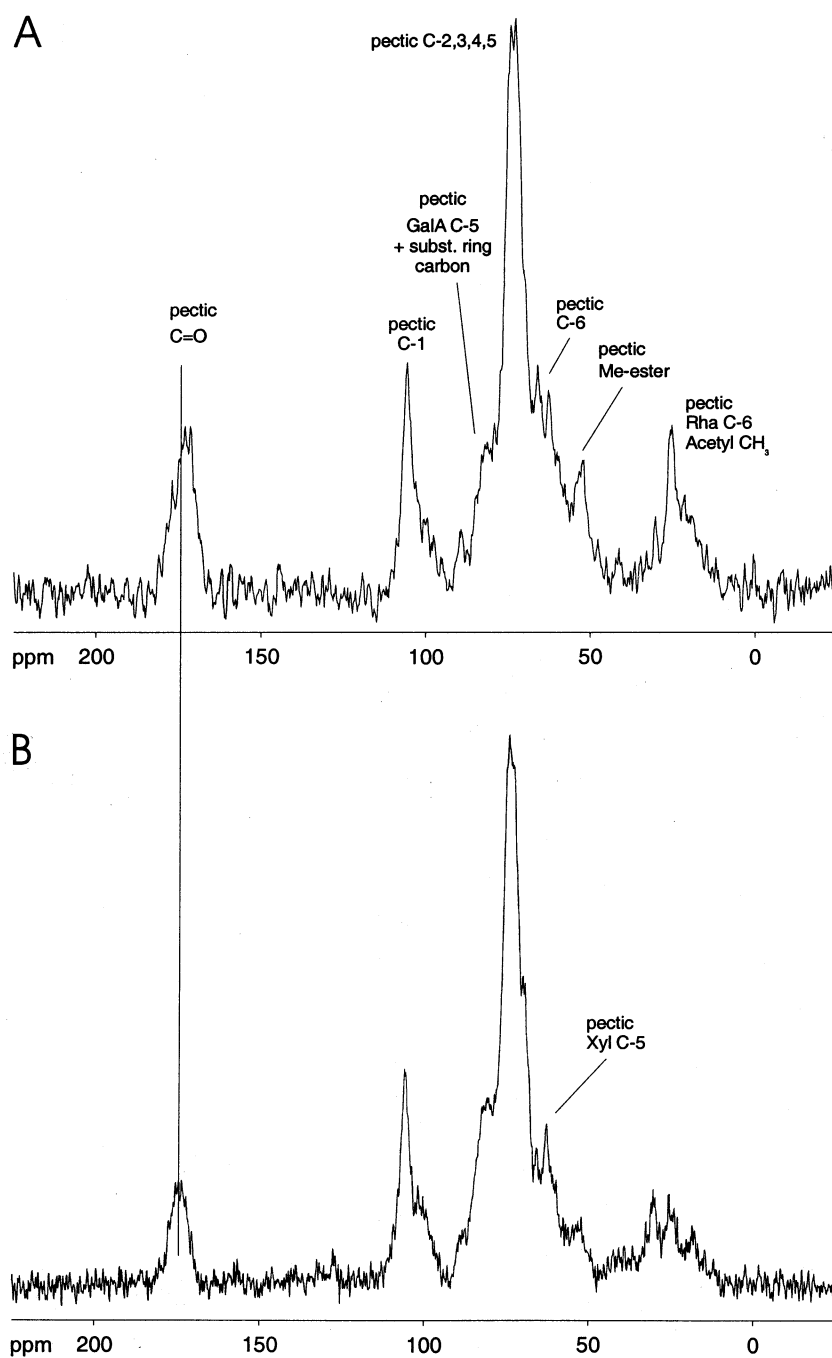 A
pectic C-2,3,4,5
pectic
GalA C-5
+ subst. ring
carbon
pectic
C=O
pectic
C-1
pectic
C-6
pectic
Me-ester
pectic
Rha C-6
Acetyl CH₃
ppm 200 150 100 50 0
B
pectic
Xyl C-5
ppm 200 150 100 50 0